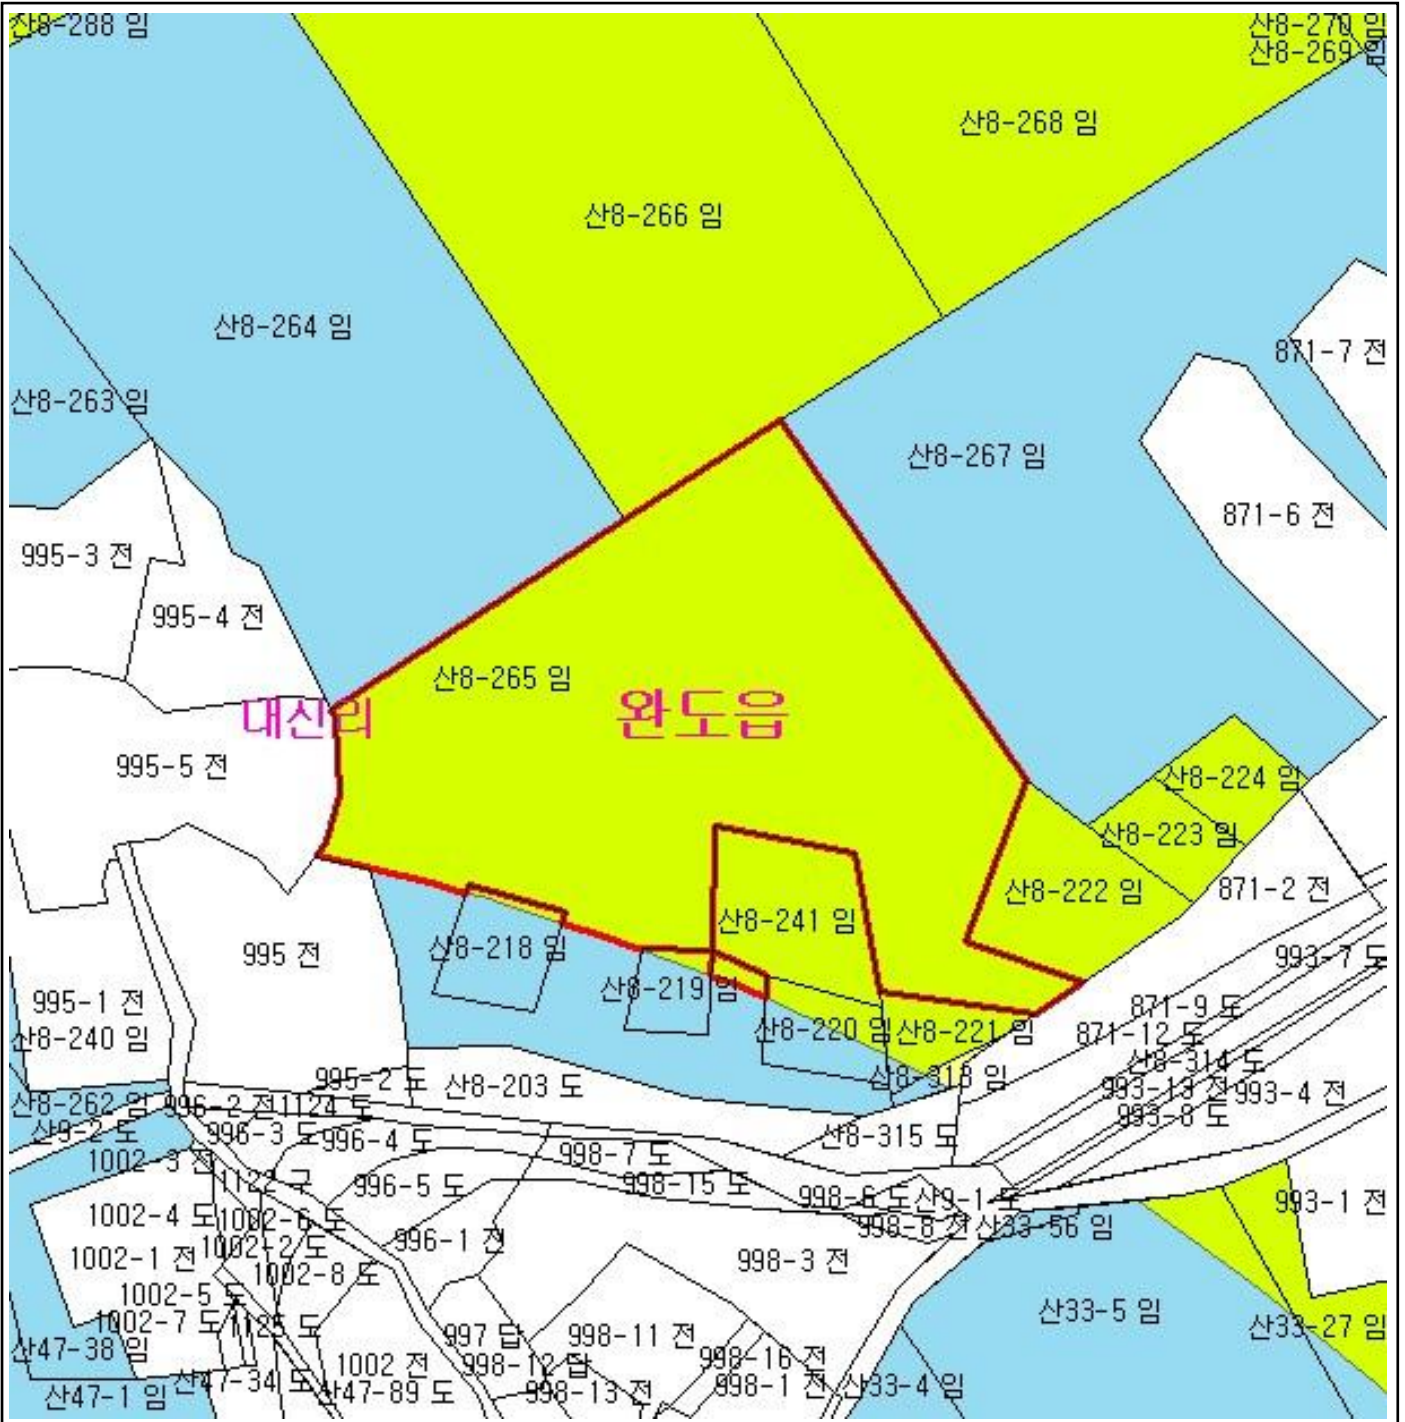 산8-288 임
산8-270 임
산8-269 임
산8-268 임
산8-266 임
산8-264 임
871-7 전
산8-263 임
산8-267 임
871-6 전
995-3 전
995-4 전
산8-265 임
완도읍
대신리
995-5 전
산8-224 임
산8-223 임
871-2 전
산8-222 임
산8-241 임
산8-218 임
995 전
993-7 도
산8-219 임
995-1 전
871-9 도
산8-220 임
산8-221 임
871-12 도
산8-240 임
산8-314 도
산8-318 임
995-2 도
산8-203 도
993-13 전
993-4 전
산8-262 임
996-2 전
1124 도
993-8 도
산9-2 도
996-3 도
996-4 도
산8-315 도
998-7 도
1002-3 전
1122 구
996-5 도
998-15 도
998-6 도
산9-1 도
993-1 전
1002-4 도
1002-6 도
998-8 전
산33-56 임
1002-2 도
996-1 전
1002-1 전
1002-8 도
998-3 전
1002-5 도
산33-5 임
1002-7 도
1125 도
997 답
998-11 전
산33-27 임
산47-38 임
1002 전
998-12 답
998-16 전
산47-34 도
산47-89 도
998-13 전
998-1 전
산33-4 임
산47-1 임